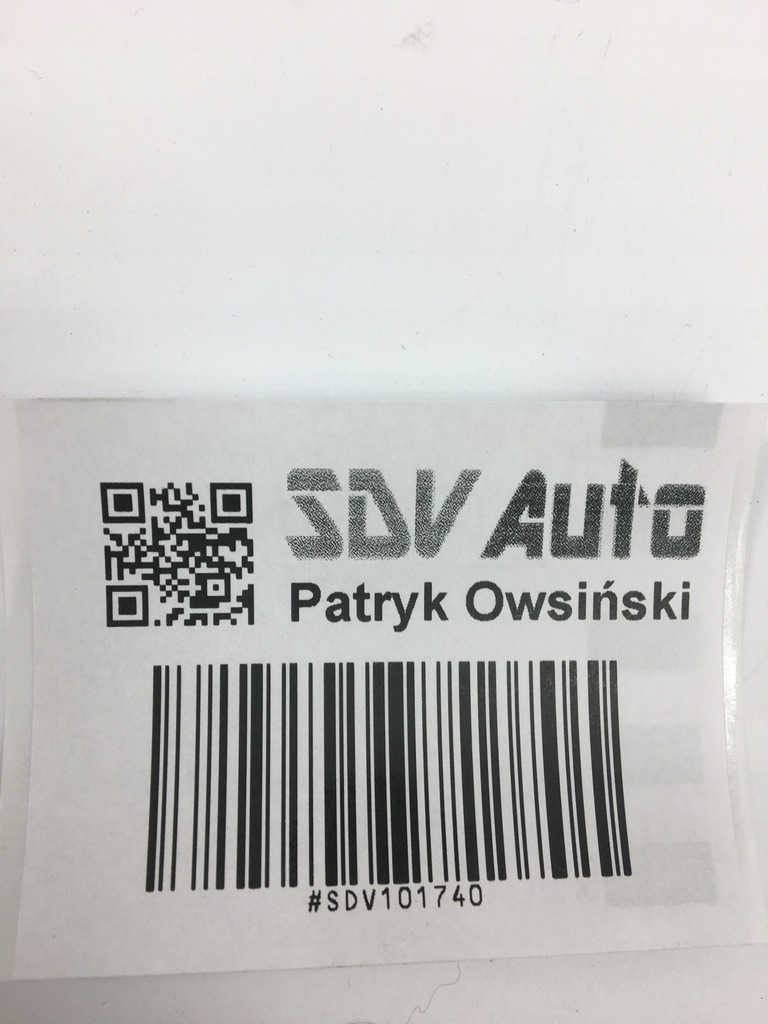 SDV Auto
Patryk Owsiński
#SDV101740